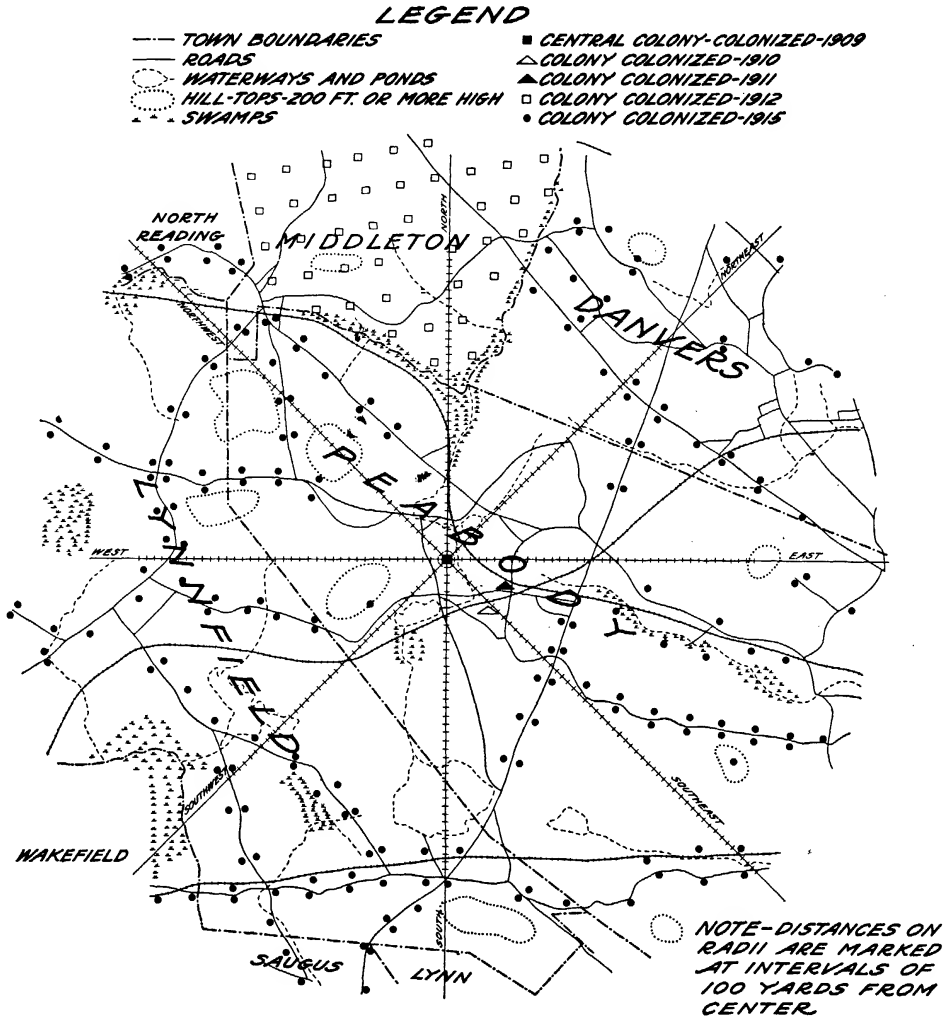 LEGEND
TOWN BOUNDARIES
ROADS
WATERWAYS AND PONDS
HILL-TOPS-200 FT. OR MORE HIGH
SWAMPS
CENTRAL COLONY-COLONIZED-1909
COLONY COLONIZED-1910
COLONY COLONIZED-1911
COLONY COLONIZED-1912
COLONY COLONIZED-1915
NORTH
READING
MIDDLETON
NORTH
NORTHEAST
DANVERS
NORTHWEST
PEABODY
LYNNFIELD
WEST
EAST
SOUTHWEST
SOUTHEAST
WAKEFIELD
SOUTH
SAUGUS
LYNN
NOTE-DISTANCES ON
RADII ARE MARKED
AT INTERVALS OF
100 YARDS FROM
CENTER